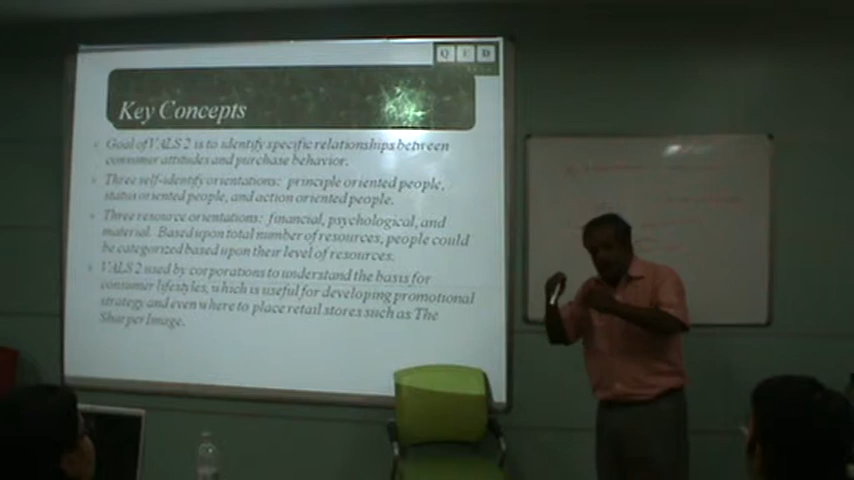 Q E D
Key Concepts
Goal of VALS 2 is to identify specific relationships between
consumer attitudes and purchase behavior.
Three self-identify orientations: principle oriented people,
status oriented people, and action oriented people.
Three resource orientations: financial, psychological, and
material. Based upon total number of resources, people could
be categorized based upon their level of resources.
VALS 2 used by corporations to understand the basis for
consumer lifestyles, which is useful for developing promotional
strategy and even where to place retail stores such as The
Sharper Image.